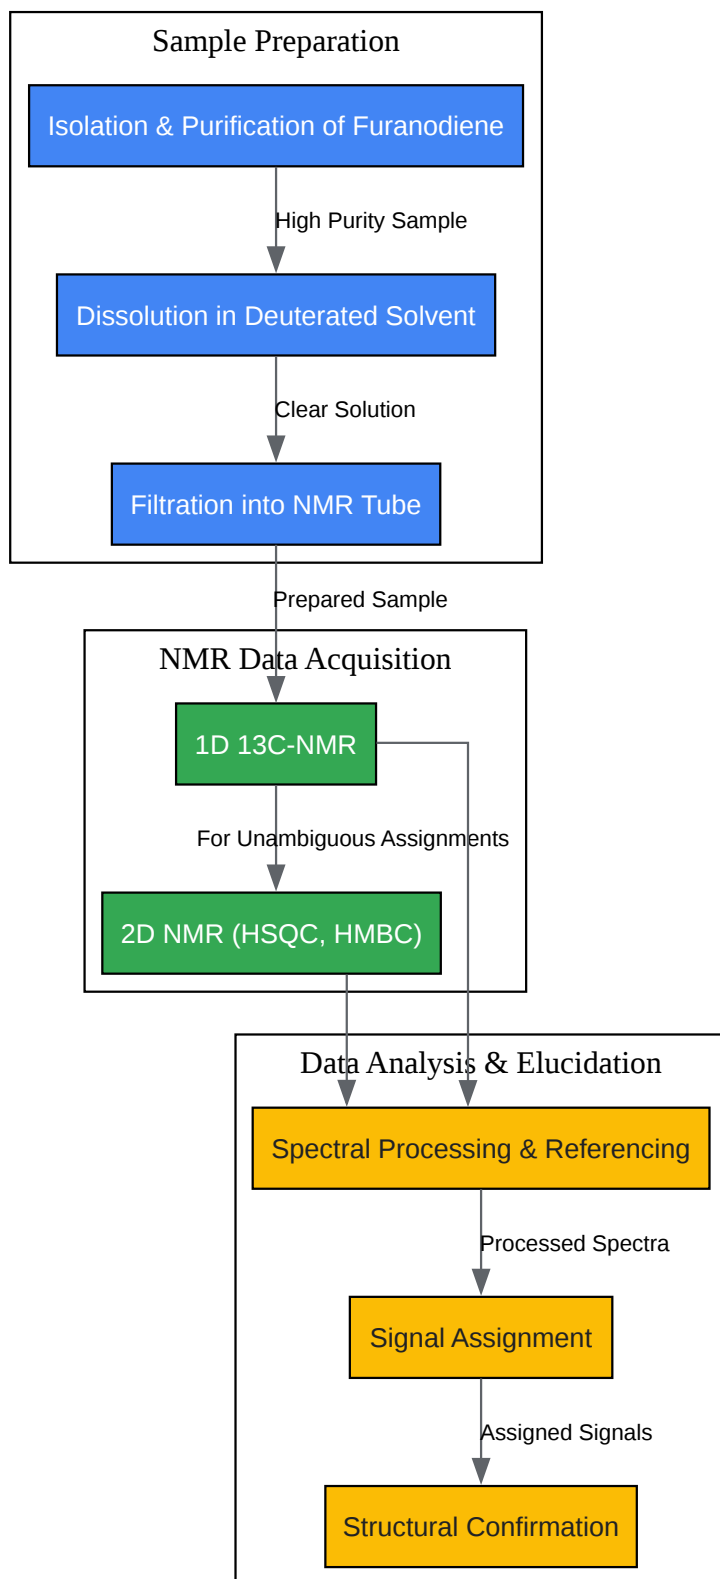 Sample Preparation
Isolation & Purification of Furanodiene
High Purity Sample
Dissolution in Deuterated Solvent
Clear Solution
Filtration into NMR Tube
Prepared Sample
NMR Data Acquisition
1D 13C-NMR
For Unambiguous Assignments
2D NMR (HSQC, HMBC)
Data Analysis & Elucidation
Spectral Processing & Referencing
Processed Spectra
Signal Assignment
Assigned Signals
Structural Confirmation